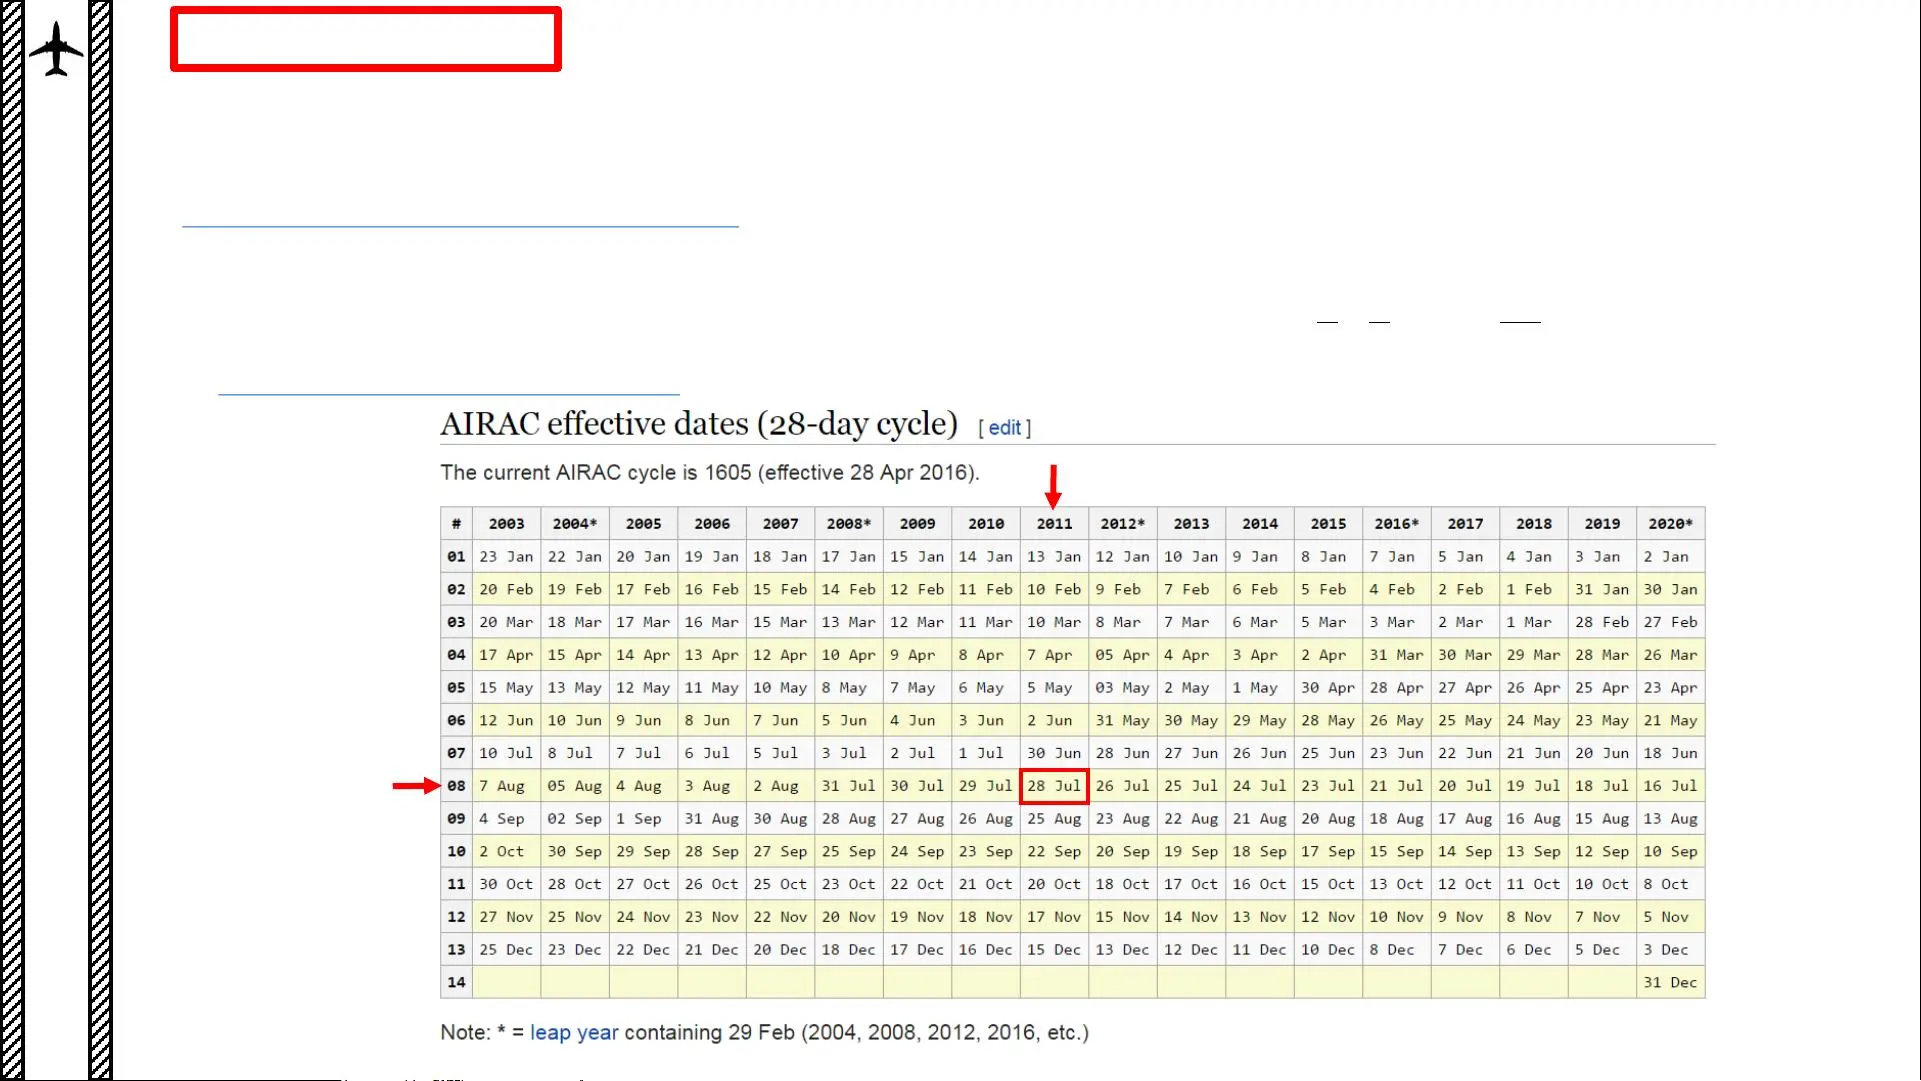 AIRAC effective dates (28-day cycle) [ edit ]
The current AIRAC cycle is 1605 (effective 28 Apr 2016).
# 2003 2004* 2005 2006 2007 2008* 2009 2010 2011 2012* 2013 2014 2015 2016* 2017 2018 2019 2020*
01 23 Jan 22 Jan 20 Jan 19 Jan 18 Jan 17 Jan 15 Jan 14 Jan 13 Jan 12 Jan 10 Jan 9 Jan 8 Jan 7 Jan 5 Jan 4 Jan 3 Jan 2 Jan
02 20 Feb 19 Feb 17 Feb 16 Feb 15 Feb 14 Feb 12 Feb 11 Feb 10 Feb 9 Feb 7 Feb 6 Feb 5 Feb 4 Feb 2 Feb 1 Feb 31 Jan 30 Jan
03 20 Mar 18 Mar 17 Mar 16 Mar 15 Mar 13 Mar 12 Mar 11 Mar 10 Mar 8 Mar 7 Mar 6 Mar 5 Mar 3 Mar 2 Mar 1 Mar 28 Feb 27 Feb
04 17 Apr 15 Apr 14 Apr 13 Apr 12 Apr 10 Apr 9 Apr 8 Apr 7 Apr 05 Apr 4 Apr 3 Apr 2 Apr 31 Mar 30 Mar 29 Mar 28 Mar 26 Mar
05 15 May 13 May 12 May 11 May 10 May 8 May 7 May 6 May 5 May 03 May 2 May 1 May 30 Apr 28 Apr 27 Apr 26 Apr 25 Apr 23 Apr
06 12 Jun 10 Jun 9 Jun 8 Jun 7 Jun 5 Jun 4 Jun 3 Jun 2 Jun 31 May 30 May 29 May 28 May 26 May 25 May 24 May 23 May 21 May
07 10 Jul 8 Jul 7 Jul 6 Jul 5 Jul 3 Jul 2 Jul 1 Jul 30 Jun 28 Jun 27 Jun 26 Jun 25 Jun 23 Jun 22 Jun 21 Jun 20 Jun 18 Jun
08 7 Aug 05 Aug 4 Aug 3 Aug 2 Aug 31 Jul 30 Jul 29 Jul 28 Jul 26 Jul 25 Jul 24 Jul 23 Jul 21 Jul 20 Jul 19 Jul 18 Jul 16 Jul
09 4 Sep 02 Sep 1 Sep 31 Aug 30 Aug 28 Aug 27 Aug 26 Aug 25 Aug 23 Aug 22 Aug 21 Aug 20 Aug 18 Aug 17 Aug 16 Aug 15 Aug 13 Aug
10 2 Oct 30 Sep 29 Sep 28 Sep 27 Sep 25 Sep 24 Sep 23 Sep 22 Sep 20 Sep 19 Sep 18 Sep 17 Sep 15 Sep 14 Sep 13 Sep 12 Sep 10 Sep
11 30 Oct 28 Oct 27 Oct 26 Oct 25 Oct 23 Oct 22 Oct 21 Oct 20 Oct 18 Oct 17 Oct 16 Oct 15 Oct 13 Oct 12 Oct 11 Oct 10 Oct 8 Oct
12 27 Nov 25 Nov 24 Nov 23 Nov 22 Nov 20 Nov 19 Nov 18 Nov 17 Nov 15 Nov 14 Nov 13 Nov 12 Nov 10 Nov 9 Nov 8 Nov 7 Nov 5 Nov
13 25 Dec 23 Dec 22 Dec 21 Dec 20 Dec 18 Dec 17 Dec 16 Dec 15 Dec 13 Dec 12 Dec 11 Dec 10 Dec 8 Dec 7 Dec 6 Dec 5 Dec 3 Dec
14 31 Dec
Note: * = leap year containing 29 Feb (2004, 2008, 2012, 2016, etc.)